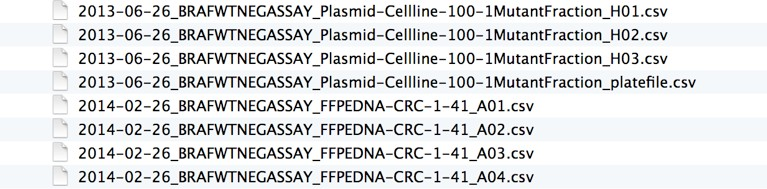 2013-06-26_BRAFWTNEGASSAY_Plasmid-Cellline-100-1MutantFraction_H01.csv
2013-06-26_BRAFWTNEGASSAY_Plasmid-Cellline-100-1MutantFraction_H02.csv
2013-06-26_BRAFWTNEGASSAY_Plasmid-Cellline-100-1MutantFraction_H03.csv
2013-06-26_BRAFWTNEGASSAY_Plasmid-Cellline-100-1MutantFraction_platefile.csv
2014-02-26_BRAFWTNEGASSAY_FFPEDNA-CRC-1-41_A01.csv
2014-02-26_BRAFWTNEGASSAY_FFPEDNA-CRC-1-41_A02.csv
2014-02-26_BRAFWTNEGASSAY_FFPEDNA-CRC-1-41_A03.csv
2014-02-26_BRAFWTNEGASSAY_FFPEDNA-CRC-1-41_A04.csv